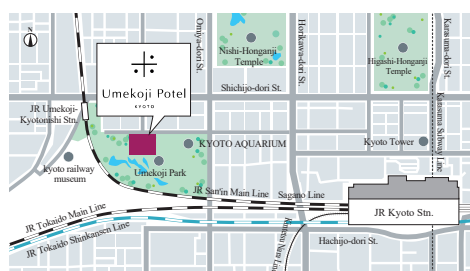 N
Omiya-dori St.
Nishi-Honganji
Temple
Horikawa-dori St.
Higashi-Honganji
Temple
Karasuma-dori St.
Karasuma Subway Line
Umekoji Potel
KYOTO
Shichijo-dori St.
JR Umekoji-
Kyotonishi Stn.
KYOTO AQUARIUM
Kyoto Tower
kyoto railway
museum
Umekoji Park
JR San'in Main Line
Sagano Line
JR Kyoto Stn.
JR Tokaido Main Line
JR Tokaido Shinkansen Line
Hachijo-dori St.